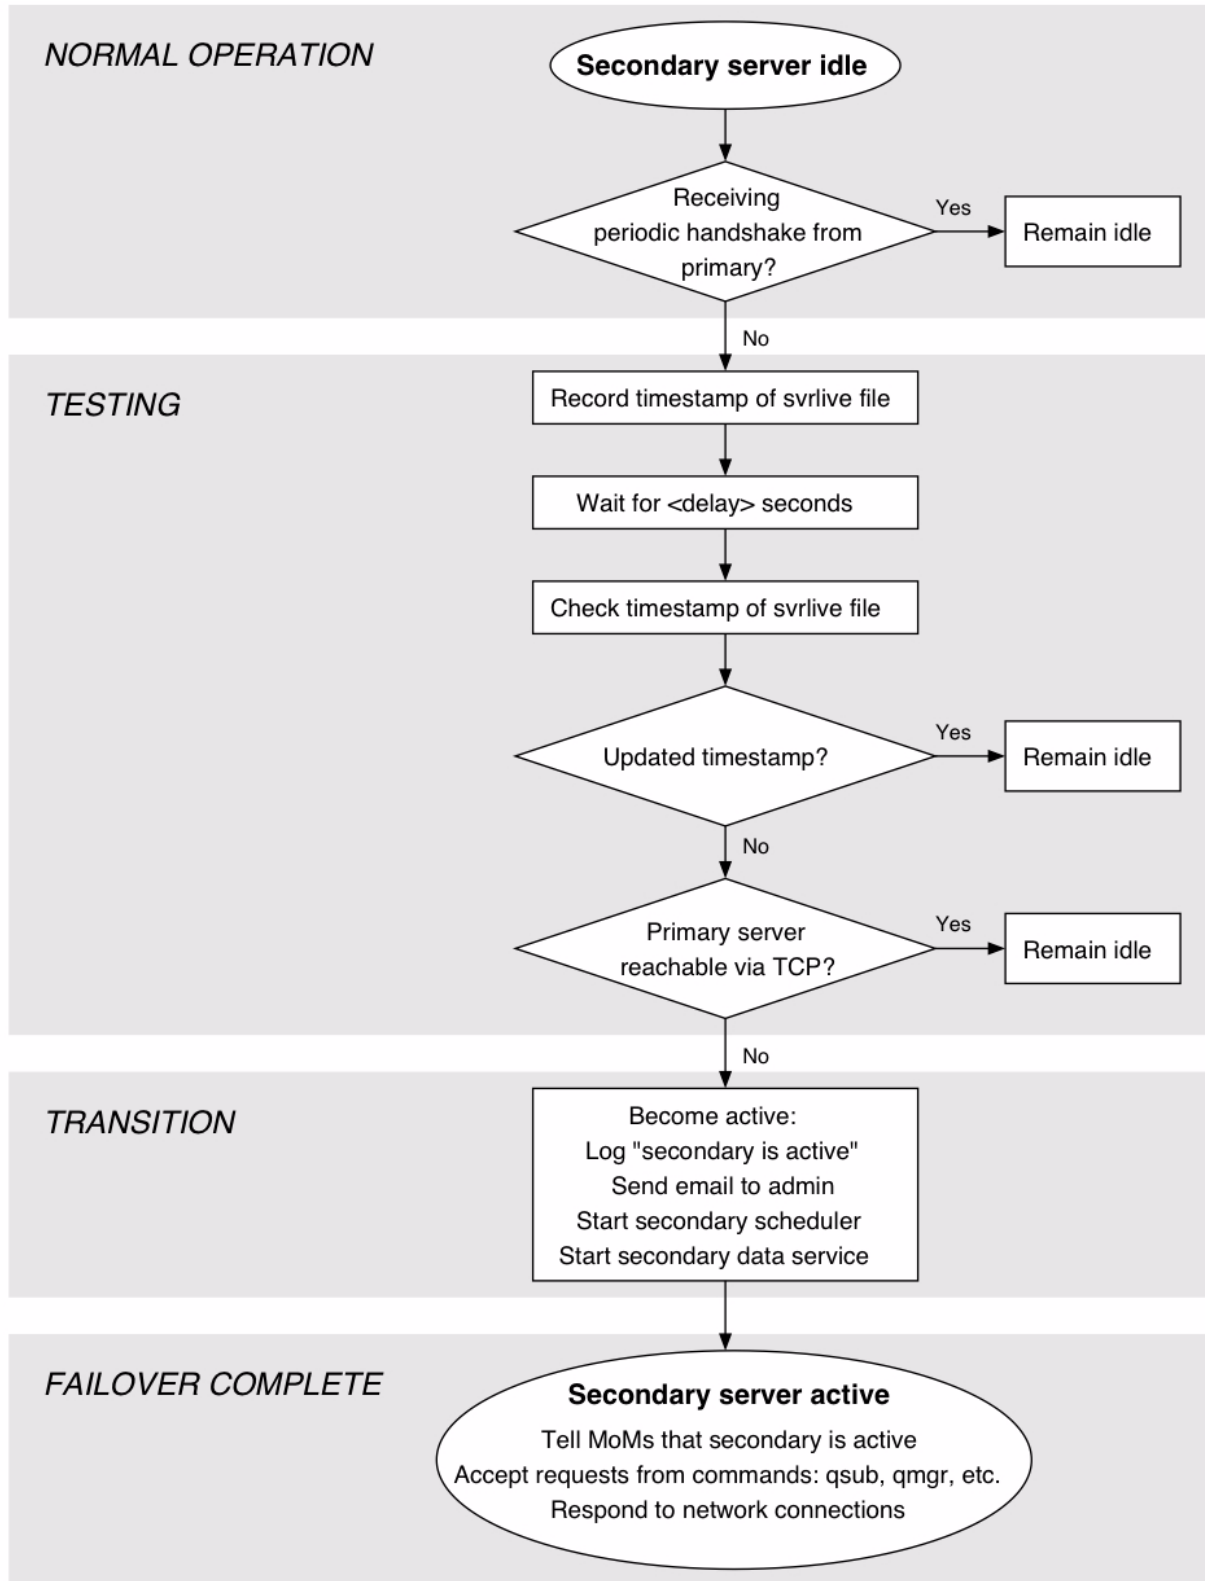 NORMAL OPERATION
Secondary server idle
Receiving
periodic handshake from
primary?
Yes
Remain idle
No
TESTING
Record timestamp of svrlive file
Wait for <delay> seconds
Check timestamp of svrlive file
Updated timestamp?
Yes
Remain idle
No
Primary server
reachable via TCP?
Yes
Remain idle
No
TRANSITION
Become active:
Log "secondary is active"
Send email to admin
Start secondary scheduler
Start secondary data service
FAILOVER COMPLETE
Secondary server active
Tell MoMs that secondary is active
Accept requests from commands: qsub, qmgr, etc.
Respond to network connections